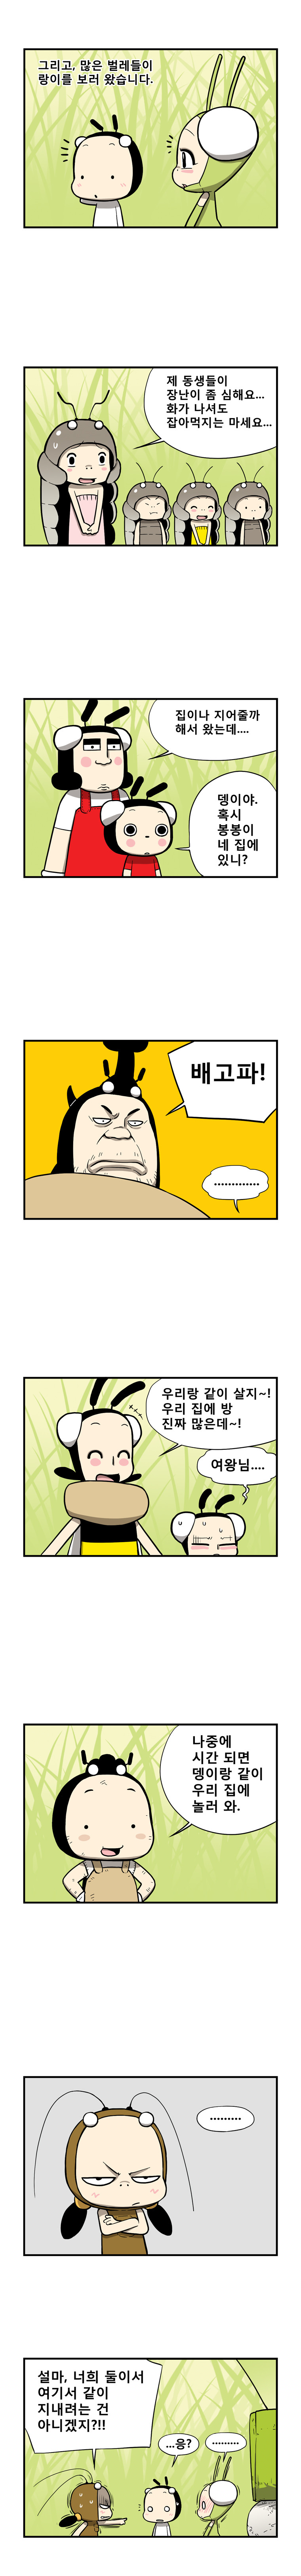 그리고, 많은 벌레들이
랑이를 보러 왔습니다.
제 동생들이
장난이 좀 심해요...
화가 나셔도
잡아먹지는 마세요...
집이나 지어줄까
해서 왔는데....
뎅이야.
혹시
봉봉이
네 집에
있니?
배고파!
.............
우리랑 같이 살지~!
우리 집에 방
진짜 많은데~!
여왕님....
나중에
시간 되면
뎅이랑 같이
우리 집에
놀러 와.
.........
설마, 너희 둘이서
여기서 같이
지내려는 건
아니겠지?!!
...응?
.........